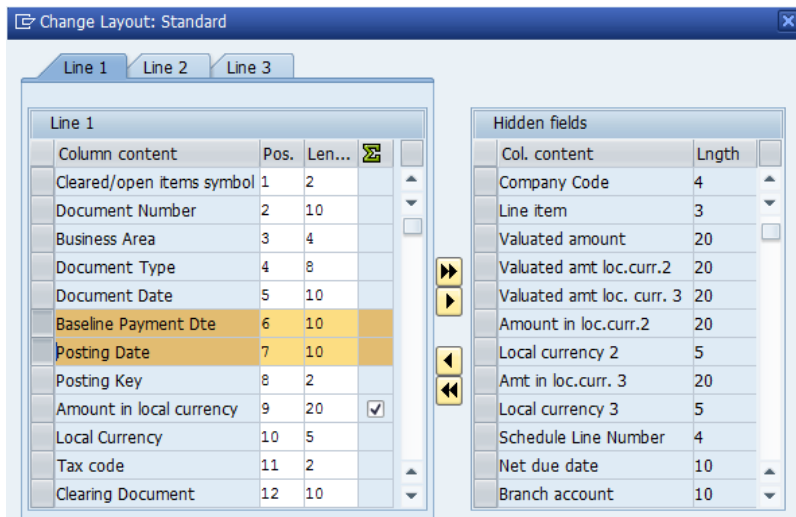 Change Layout: Standard
Line 1 Line 2 Line 3
Line 1
Column content Pos. Len...
Cleared/open items symbol 1 2
Document Number 2 10
Business Area 3 4
Document Type 4 8
Document Date 5 10
Baseline Payment Dte 6 10
Posting Date 7 10
Posting Key 8 2
Amount in local currency 9 20
Local Currency 10 5
Tax code 11 2
Clearing Document 12 10
Hidden fields
Col. content Lngth
Company Code 4
Line item 3
Valuated amount 20
Valuated amt loc.curr.2 20
Valuated amt loc. curr. 3 20
Amount in loc.curr.2 20
Local currency 2 5
Amt in loc.curr. 3 20
Local currency 3 5
Schedule Line Number 4
Net due date 10
Branch account 10